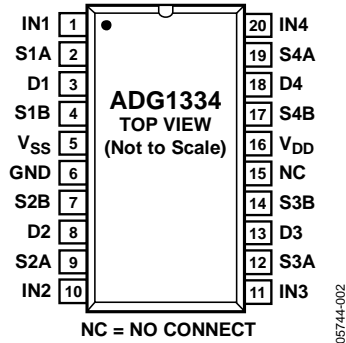 IN1 1
S1A 2
D1 3
S1B 4
VSS 5
GND 6
S2B 7
D2 8
S2A 9
IN2 10
ADG1334
TOP VIEW
(Not to Scale)
20 IN4
19 S4A
18 D4
17 S4B
16 VDD
15 NC
14 S3B
13 D3
12 S3A
11 IN3
NC = NO CONNECT
05744-002